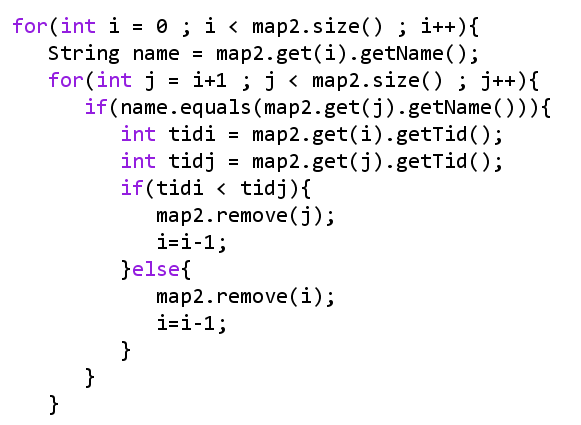 for(int i = 0 ; i < map2.size() ; i++){
   String name = map2.get(i).getName();
   for(int j = i+1 ; j < map2.size() ; j++){
      if(name.equals(map2.get(j).getName())){
         int tidi = map2.get(i).getTid();
         int tidj = map2.get(j).getTid();
         if(tidi < tidj){
            map2.remove(j);
            i=i-1;
         }else{
            map2.remove(i);
            i=i-1;
         }
      }
   }